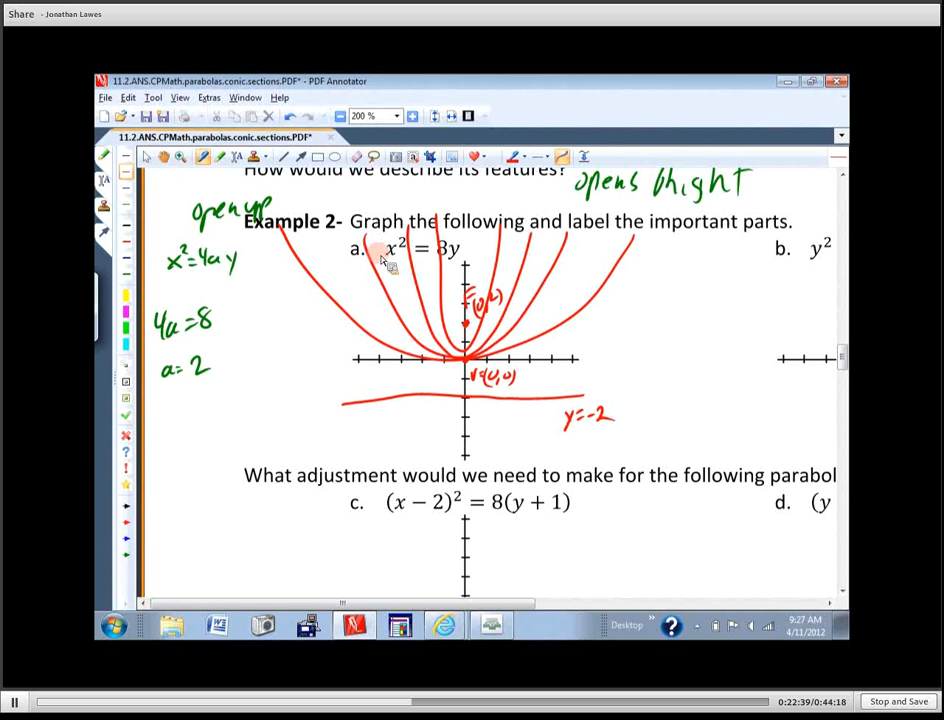 Share - Jonathan Lawes
11.2.ANS.CPMath.parabolas.conic.sections.PDF* - PDF Annotator
File Edit Tool View Extras Window Help
200 %
11.2.ANS.CPMath.parabolas.conic.sections.PDF*
How would we describe its features?
opens
open up
Example 2- Graph the following and label the important parts.
a. x² = 8y
b. y²
x²=4a y
F(0,2)
4a=8
a=2
V=(0,0)
y=-2
What adjustment would we need to make for the following parabol
c. (x − 2)² = 8(y + 1)
d. (y
Desktop
9:27 AM
4/11/2012
0:22:39/0:44:18
Stop and Save